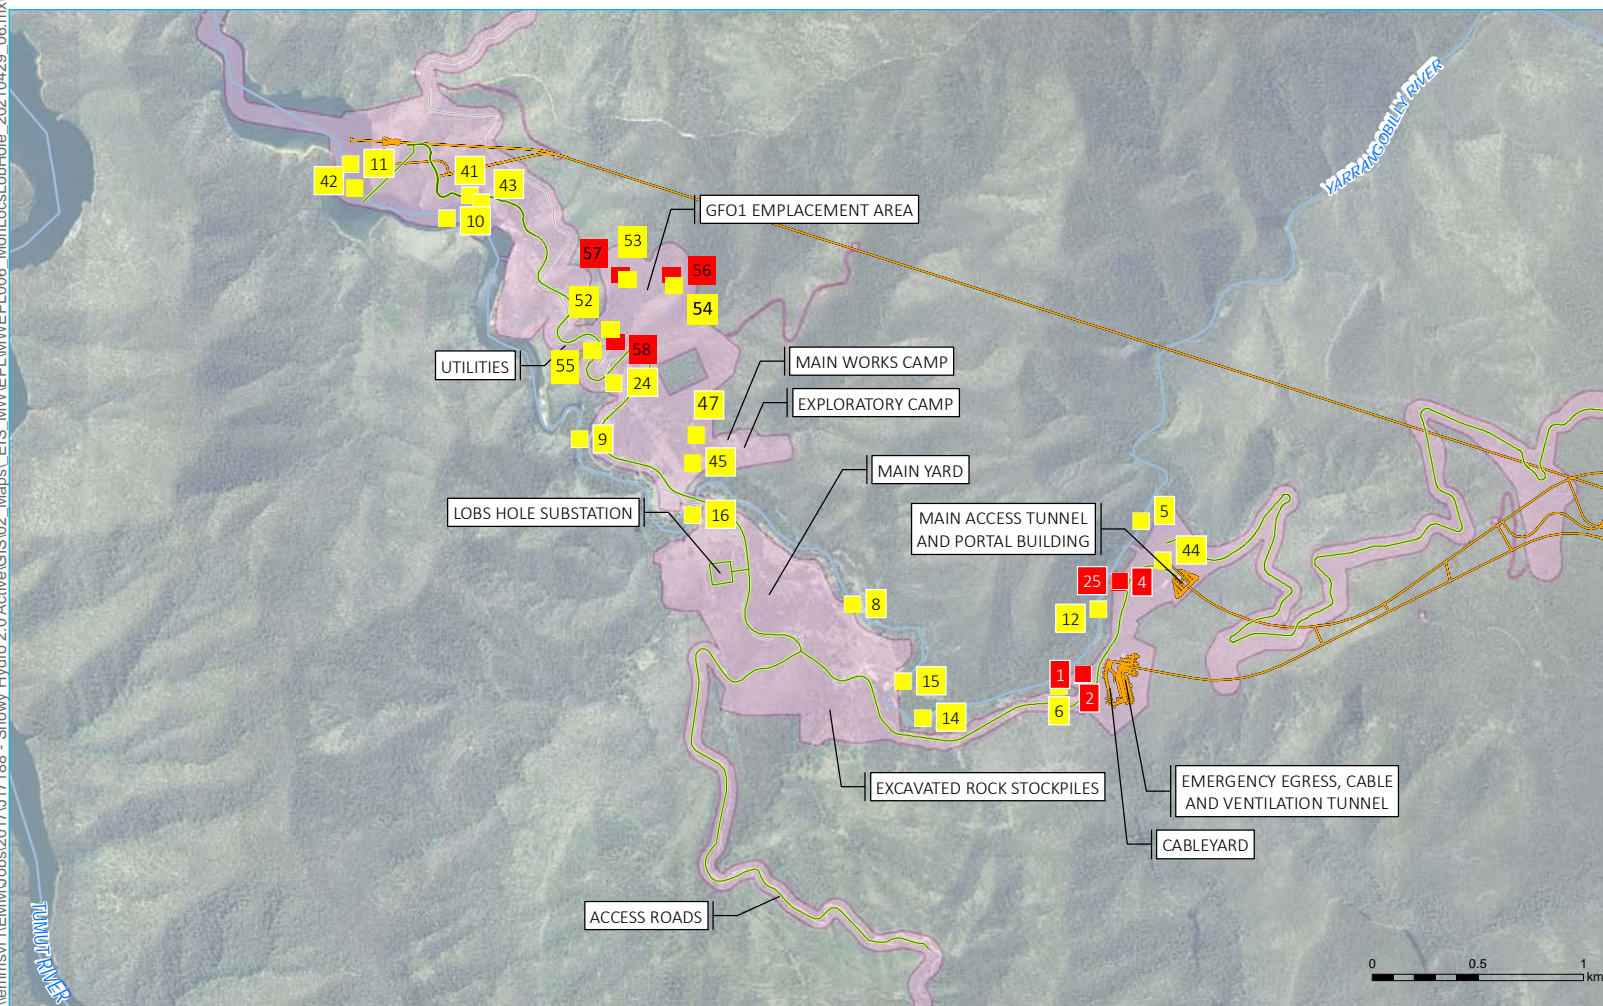 YARRANGOBILLY RIVER
11
41
42
43
10
GFO1 EMPLACEMENT AREA
53
57
56
52
54
58
UTILITIES
55
MAIN WORKS CAMP
24
47
EXPLORATORY CAMP
9
45
MAIN YARD
LOBS HOLE SUBSTATION
16
5
MAIN ACCESS TUNNEL
AND PORTAL BUILDING
44
25
4
8
12
15
1
2
14
6
EXCAVATED ROCK STOCKPILES
EMERGENCY EGRESS, CABLE
AND VENTILATION TUNNEL
CABLEYARD
ACCESS ROADS
TUMUT RIVER
0 0.5 1
km